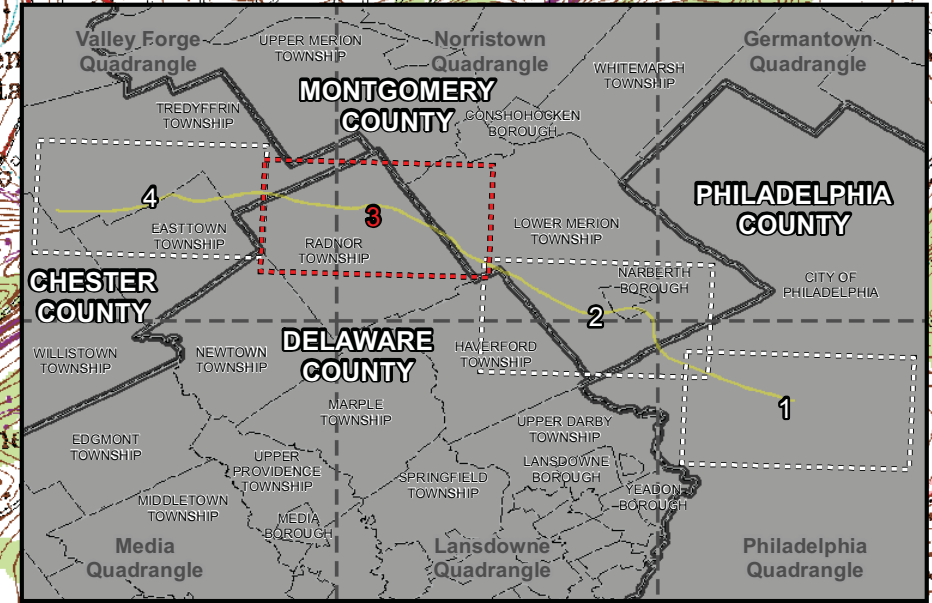 Valley Forge
Quadrangle
UPPER MERION
TOWNSHIP
Norristown
Quadrangle
Germantown
Quadrangle
WHITEMARSH
TOWNSHIP
MONTGOMERY
COUNTY
TREDYFFRIN
TOWNSHIP
CONSHOHOCKEN
BOROUGH
PHILADELPHIA
COUNTY
4
3
EASTTOWN
TOWNSHIP
RADNOR
TOWNSHIP
LOWER MERION
TOWNSHIP
CHESTER
COUNTY
NARBERTH
BOROUGH
CITY OF
PHILADELPHIA
2
DELAWARE
COUNTY
WILLISTOWN
TOWNSHIP
NEWTOWN
TOWNSHIP
HAVERFORD
TOWNSHIP
MARPLE
TOWNSHIP
1
UPPER DARBY
TOWNSHIP
EDGMONT
TOWNSHIP
UPPER
PROVIDENCE
TOWNSHIP
SPRINGFIELD
TOWNSHIP
LANSDOWNE
BOROUGH
YEADON
BOROUGH
MIDDLETOWN
TOWNSHIP
MEDIA
BOROUGH
Media
Quadrangle
Lansdowne
Quadrangle
Philadelphia
Quadrangle